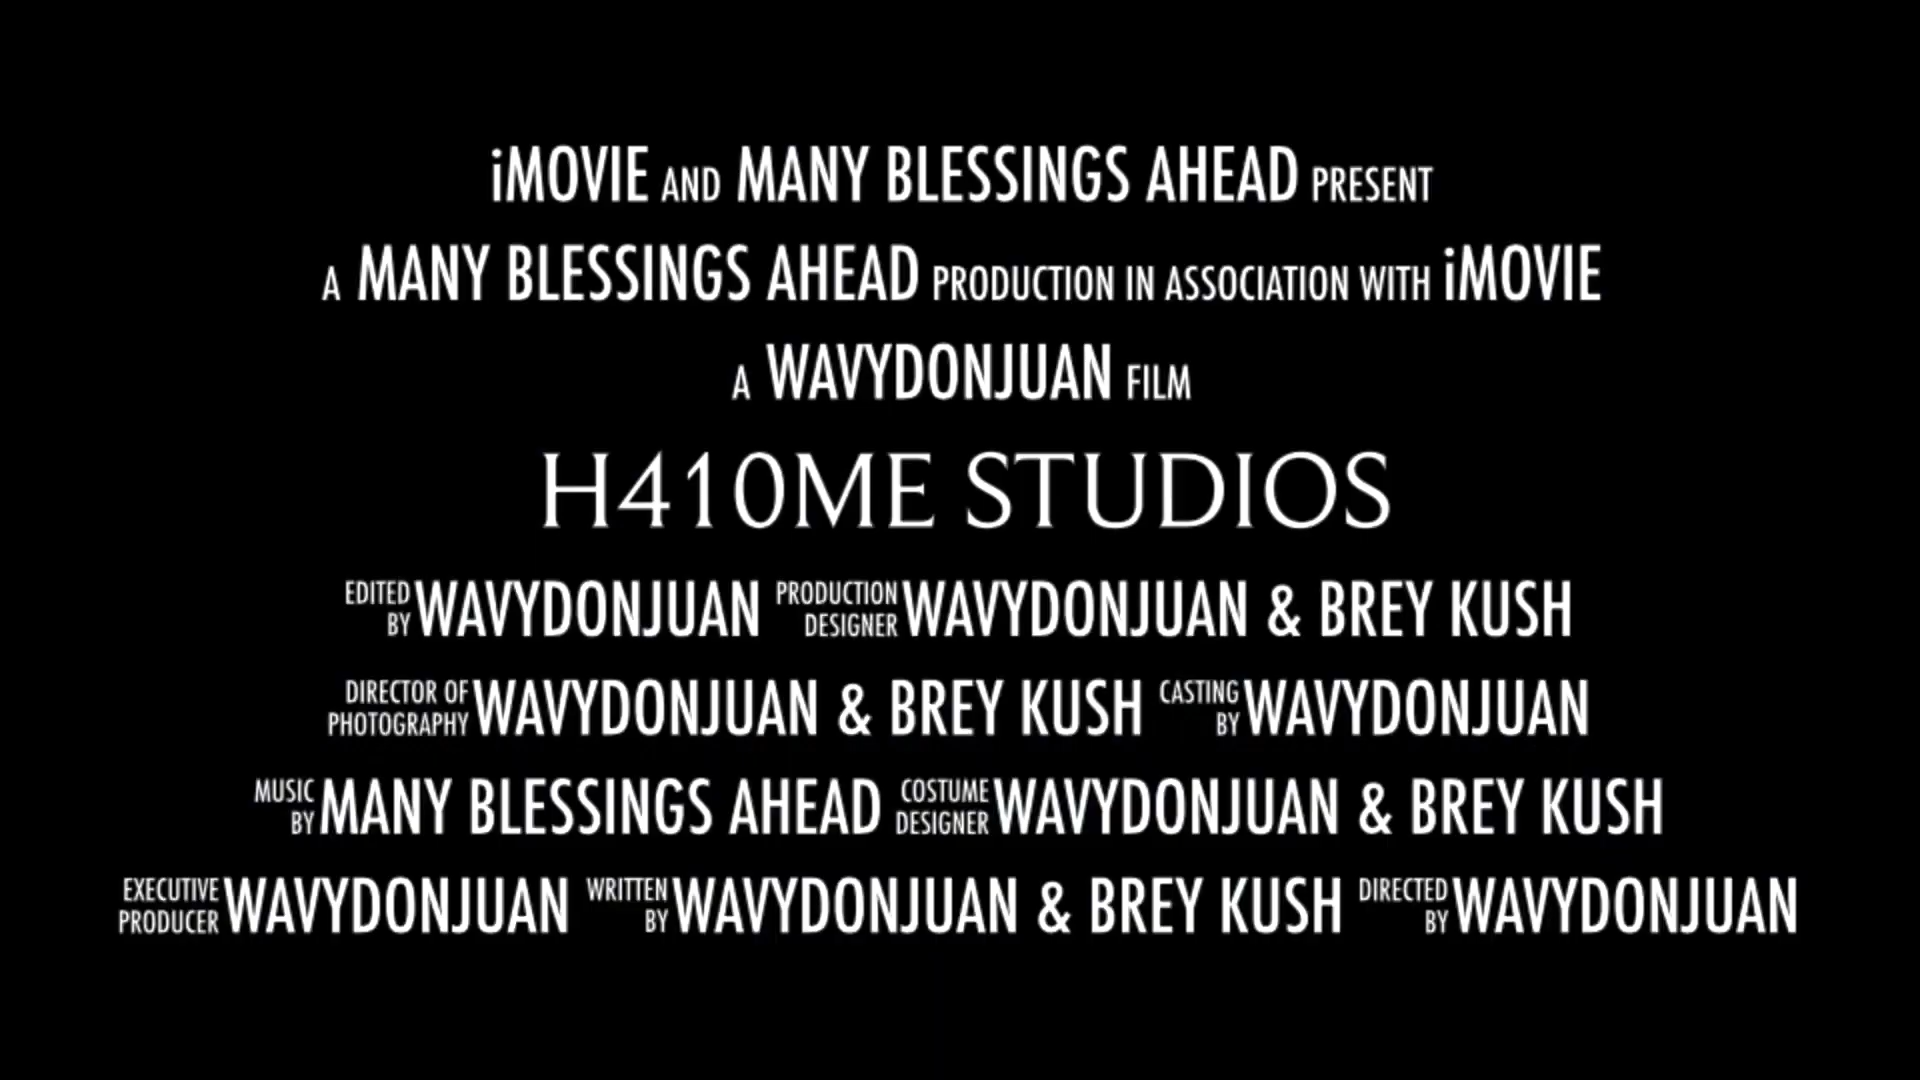 iMOVIE AND MANY BLESSINGS AHEAD PRESENT
A MANY BLESSINGS AHEAD PRODUCTION IN ASSOCIATION WITH iMOVIE
A WAVYDONJUAN FILM
H410ME STUDIOS
EDITED BY WAVYDONJUAN PRODUCTION DESIGNER WAVYDONJUAN & BREY KUSH
DIRECTOR OF PHOTOGRAPHY WAVYDONJUAN & BREY KUSH CASTING BY WAVYDONJUAN
MUSIC BY MANY BLESSINGS AHEAD COSTUME DESIGNER WAVYDONJUAN & BREY KUSH
EXECUTIVE PRODUCER WAVYDONJUAN WRITTEN BY WAVYDONJUAN & BREY KUSH DIRECTED BY WAVYDONJUAN